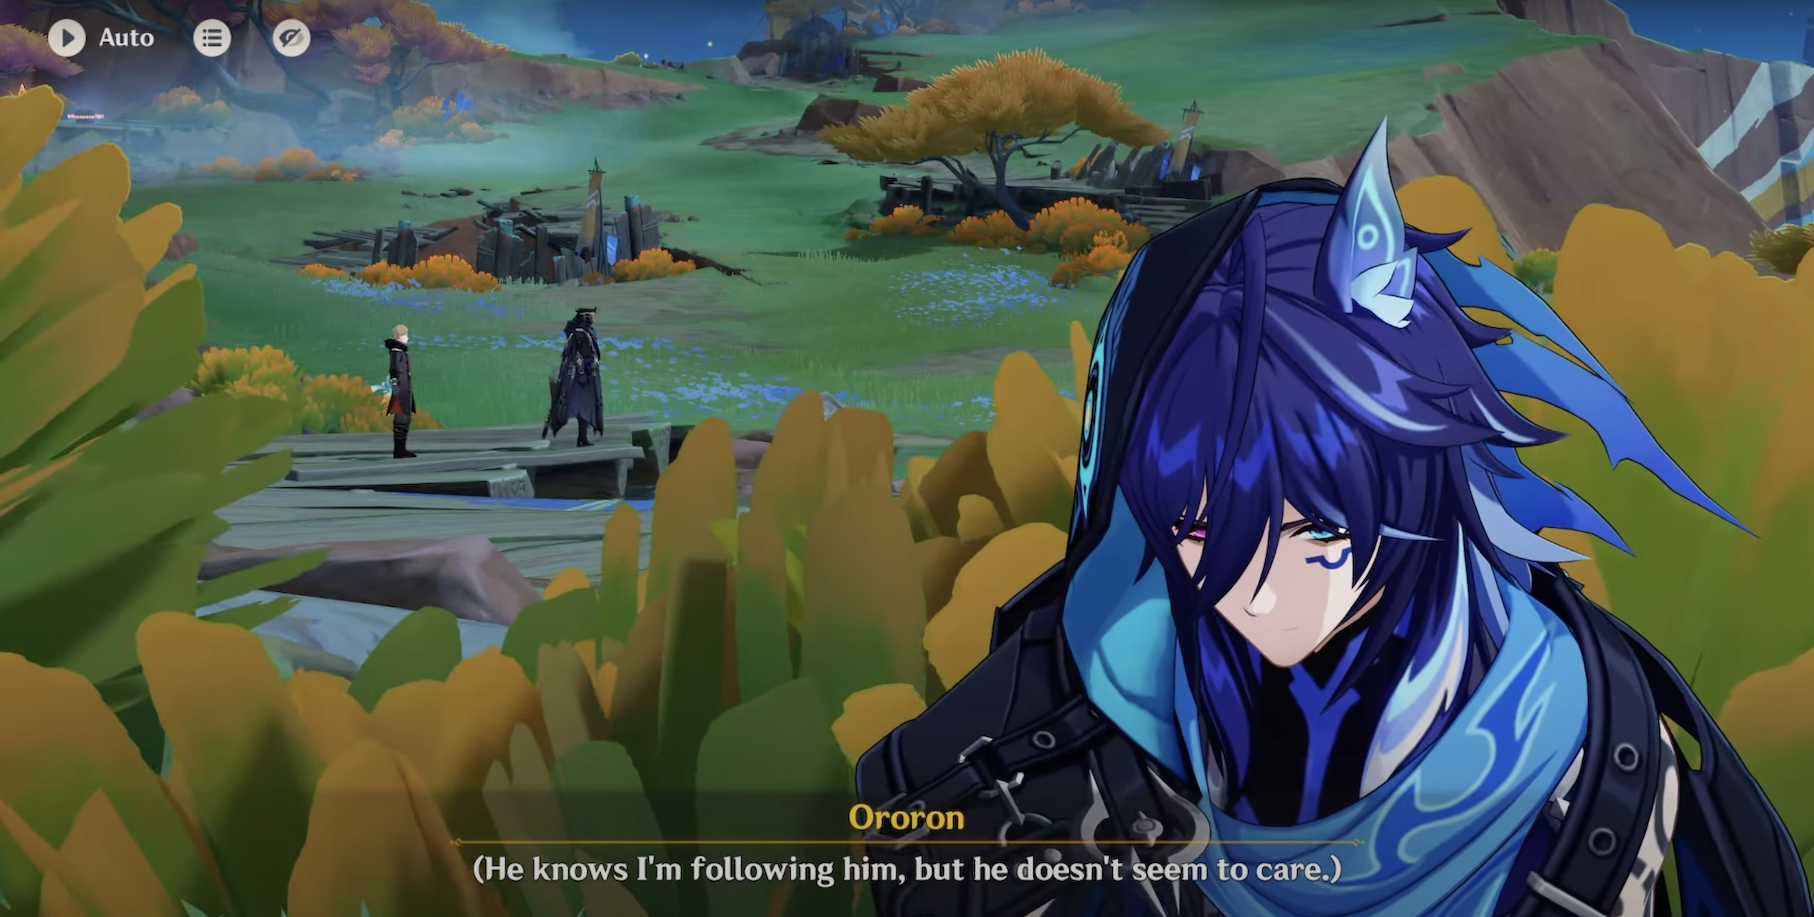 Auto
Ororon
(He knows I'm following him, but he doesn't seem to care.)